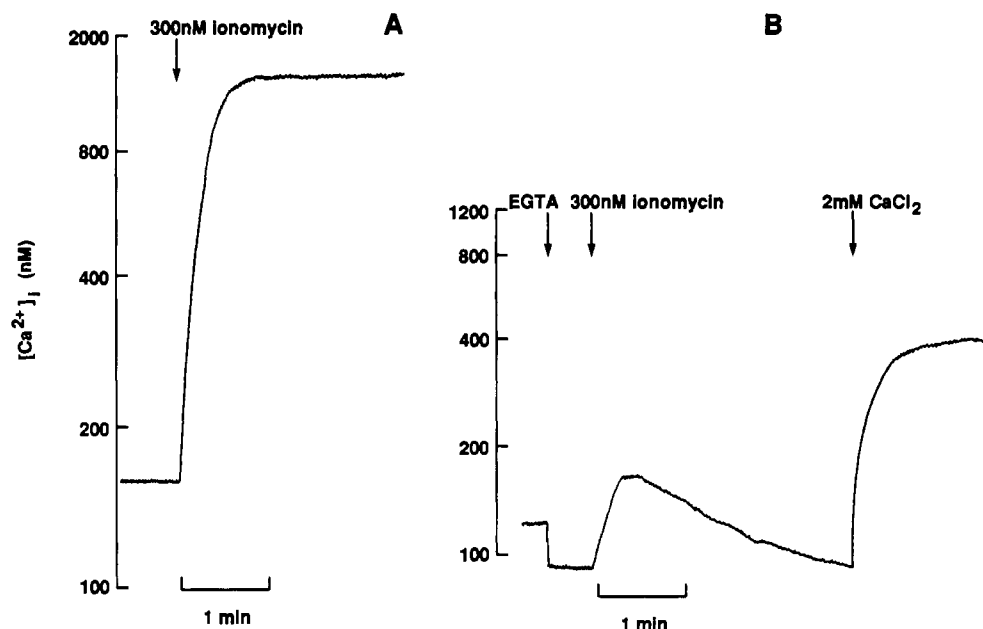 A
300nM ionomycin
2000
800
400
200
100
[Ca2+]i (nM)
1 min
B
EGTA 300nM ionomycin 2mM CaCl2
1200
800
400
200
100
1 min